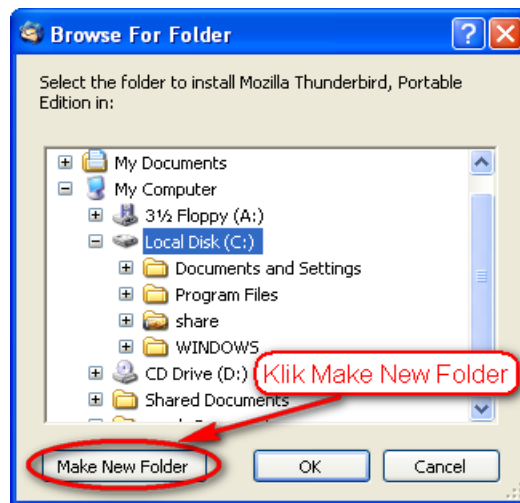 Browse For Folder
Select the folder to install Mozilla Thunderbird, Portable
Edition in:
My Documents
My Computer
3½ Floppy (A:)
Local Disk (C:)
Documents and Settings
Program Files
share
WINDOWS
CD Drive (D:)
Klik Make New Folder
Shared Documents
Make New Folder
OK
Cancel